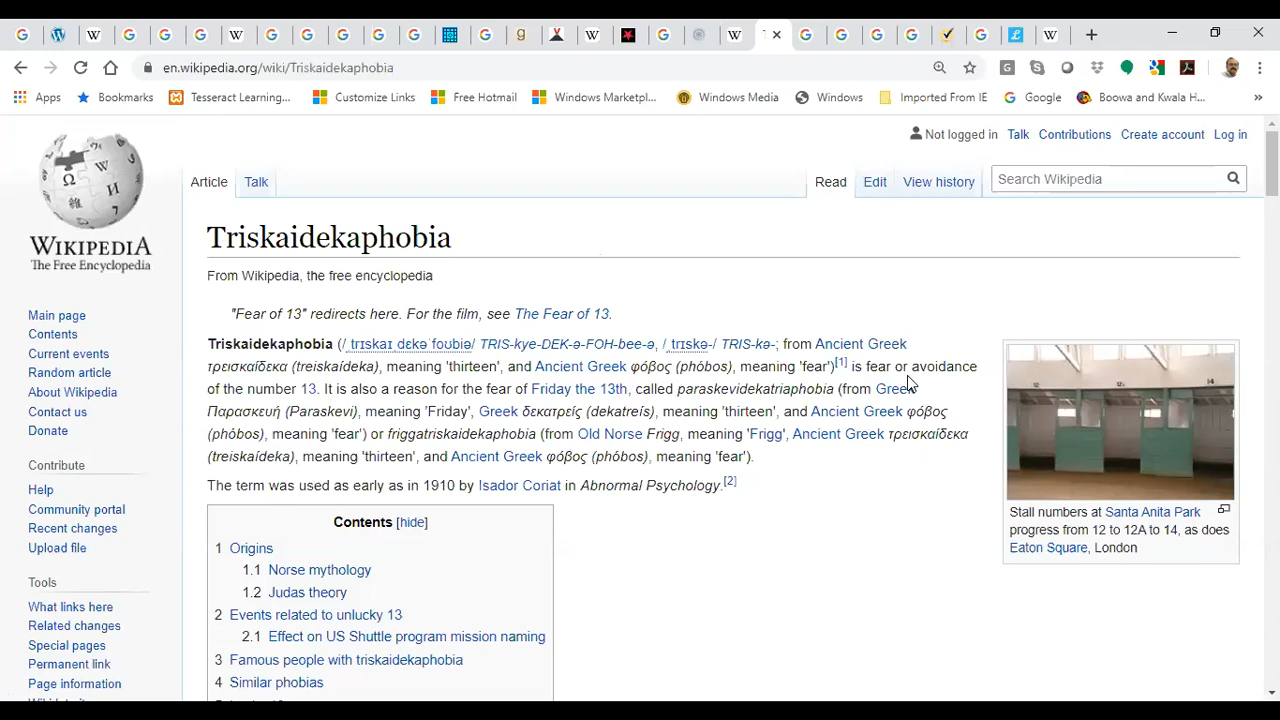 en.wikipedia.org/wiki/Triskaidekaphobia
Apps Bookmarks Tesseract Learning... Customize Links Free Hotmail Windows Marketpl... Windows Media Windows Imported From IE Google Boowa and Kwala H... »
Not logged in Talk Contributions Create account Log in
Article Talk Read Edit View history Search Wikipedia
WIKIPEDIA
The Free Encyclopedia
Triskaidekaphobia
From Wikipedia, the free encyclopedia
"Fear of 13" redirects here. For the film, see The Fear of 13.
Triskaidekaphobia (/ˌtrɪskaɪˌdɛkəˈfoʊbiə/ TRIS-kye-DEK-ə-FOH-bee-ə, /ˌtrɪskə-/ TRIS-kə-; from Ancient Greek
τρεισκαίδεκα (treiskaídeka), meaning 'thirteen', and Ancient Greek φόβος (phóbos), meaning 'fear')[1] is fear or avoidance
of the number 13. It is also a reason for the fear of Friday the 13th, called paraskevidekatriaphobia (from Greek
Παρασκευή (Paraskevi), meaning 'Friday', Greek δεκατρείς (dekatreís), meaning 'thirteen', and Ancient Greek φόβος
(phóbos), meaning 'fear') or friggatriskaidekaphobia (from Old Norse Frigg, meaning 'Frigg', Ancient Greek τρεισκαίδεκα
(treiskaídeka), meaning 'thirteen', and Ancient Greek φόβος (phóbos), meaning 'fear').
The term was used as early as in 1910 by Isador Coriat in Abnormal Psychology.[2]
Contents [hide]
1 Origins
1.1 Norse mythology
1.2 Judas theory
2 Events related to unlucky 13
2.1 Effect on US Shuttle program mission naming
3 Famous people with triskaidekaphobia
4 Similar phobias
12
14
Stall numbers at Santa Anita Park
progress from 12 to 12A to 14, as does
Eaton Square, London
Main page
Contents
Current events
Random article
About Wikipedia
Contact us
Donate
Contribute
Help
Community portal
Recent changes
Upload file
Tools
What links here
Related changes
Special pages
Permanent link
Page information